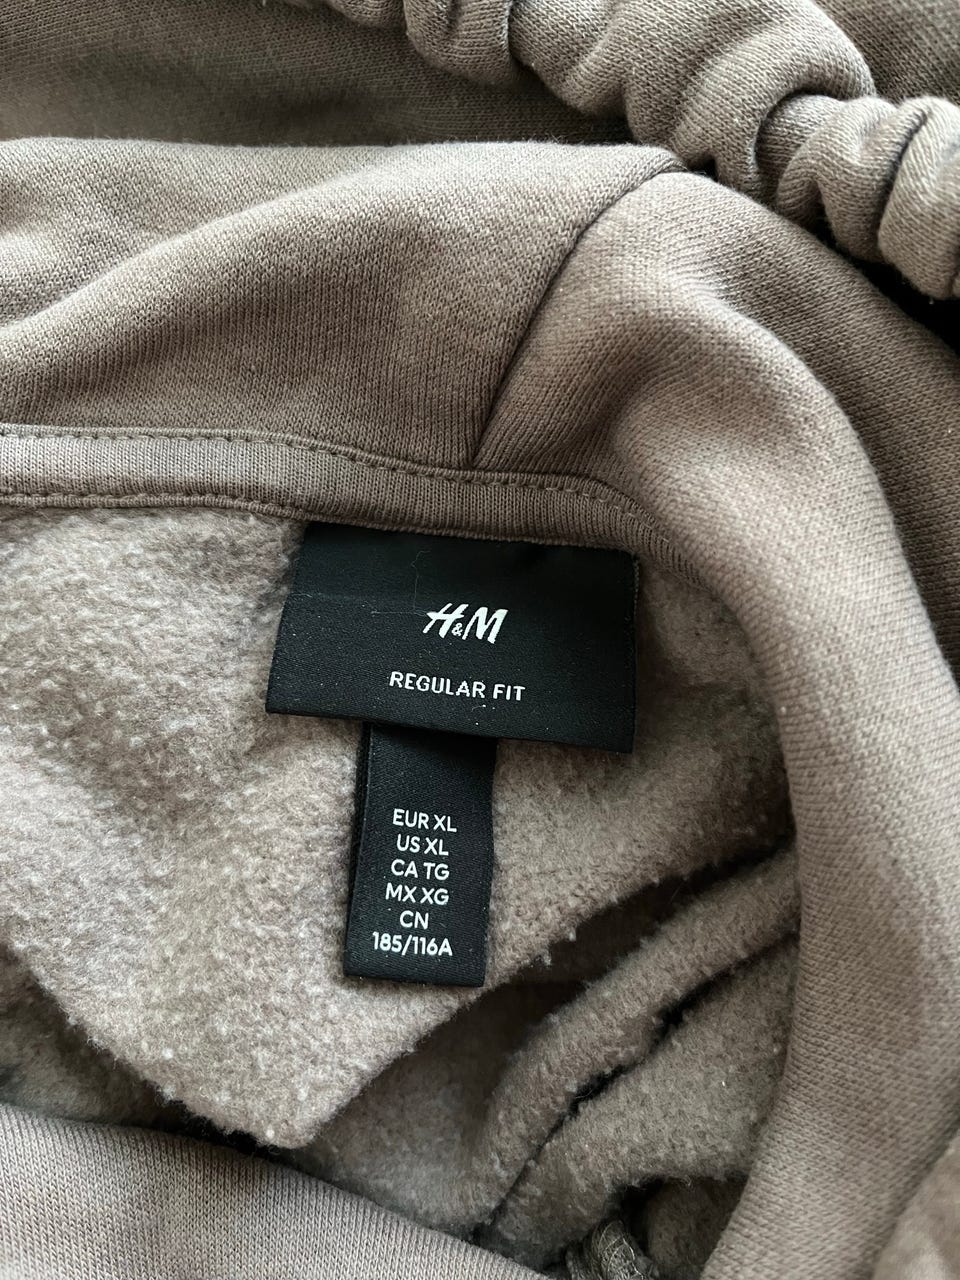 H&M
REGULAR FIT
EUR XL
US XL
CA TG
MX XG
CN
185/116A